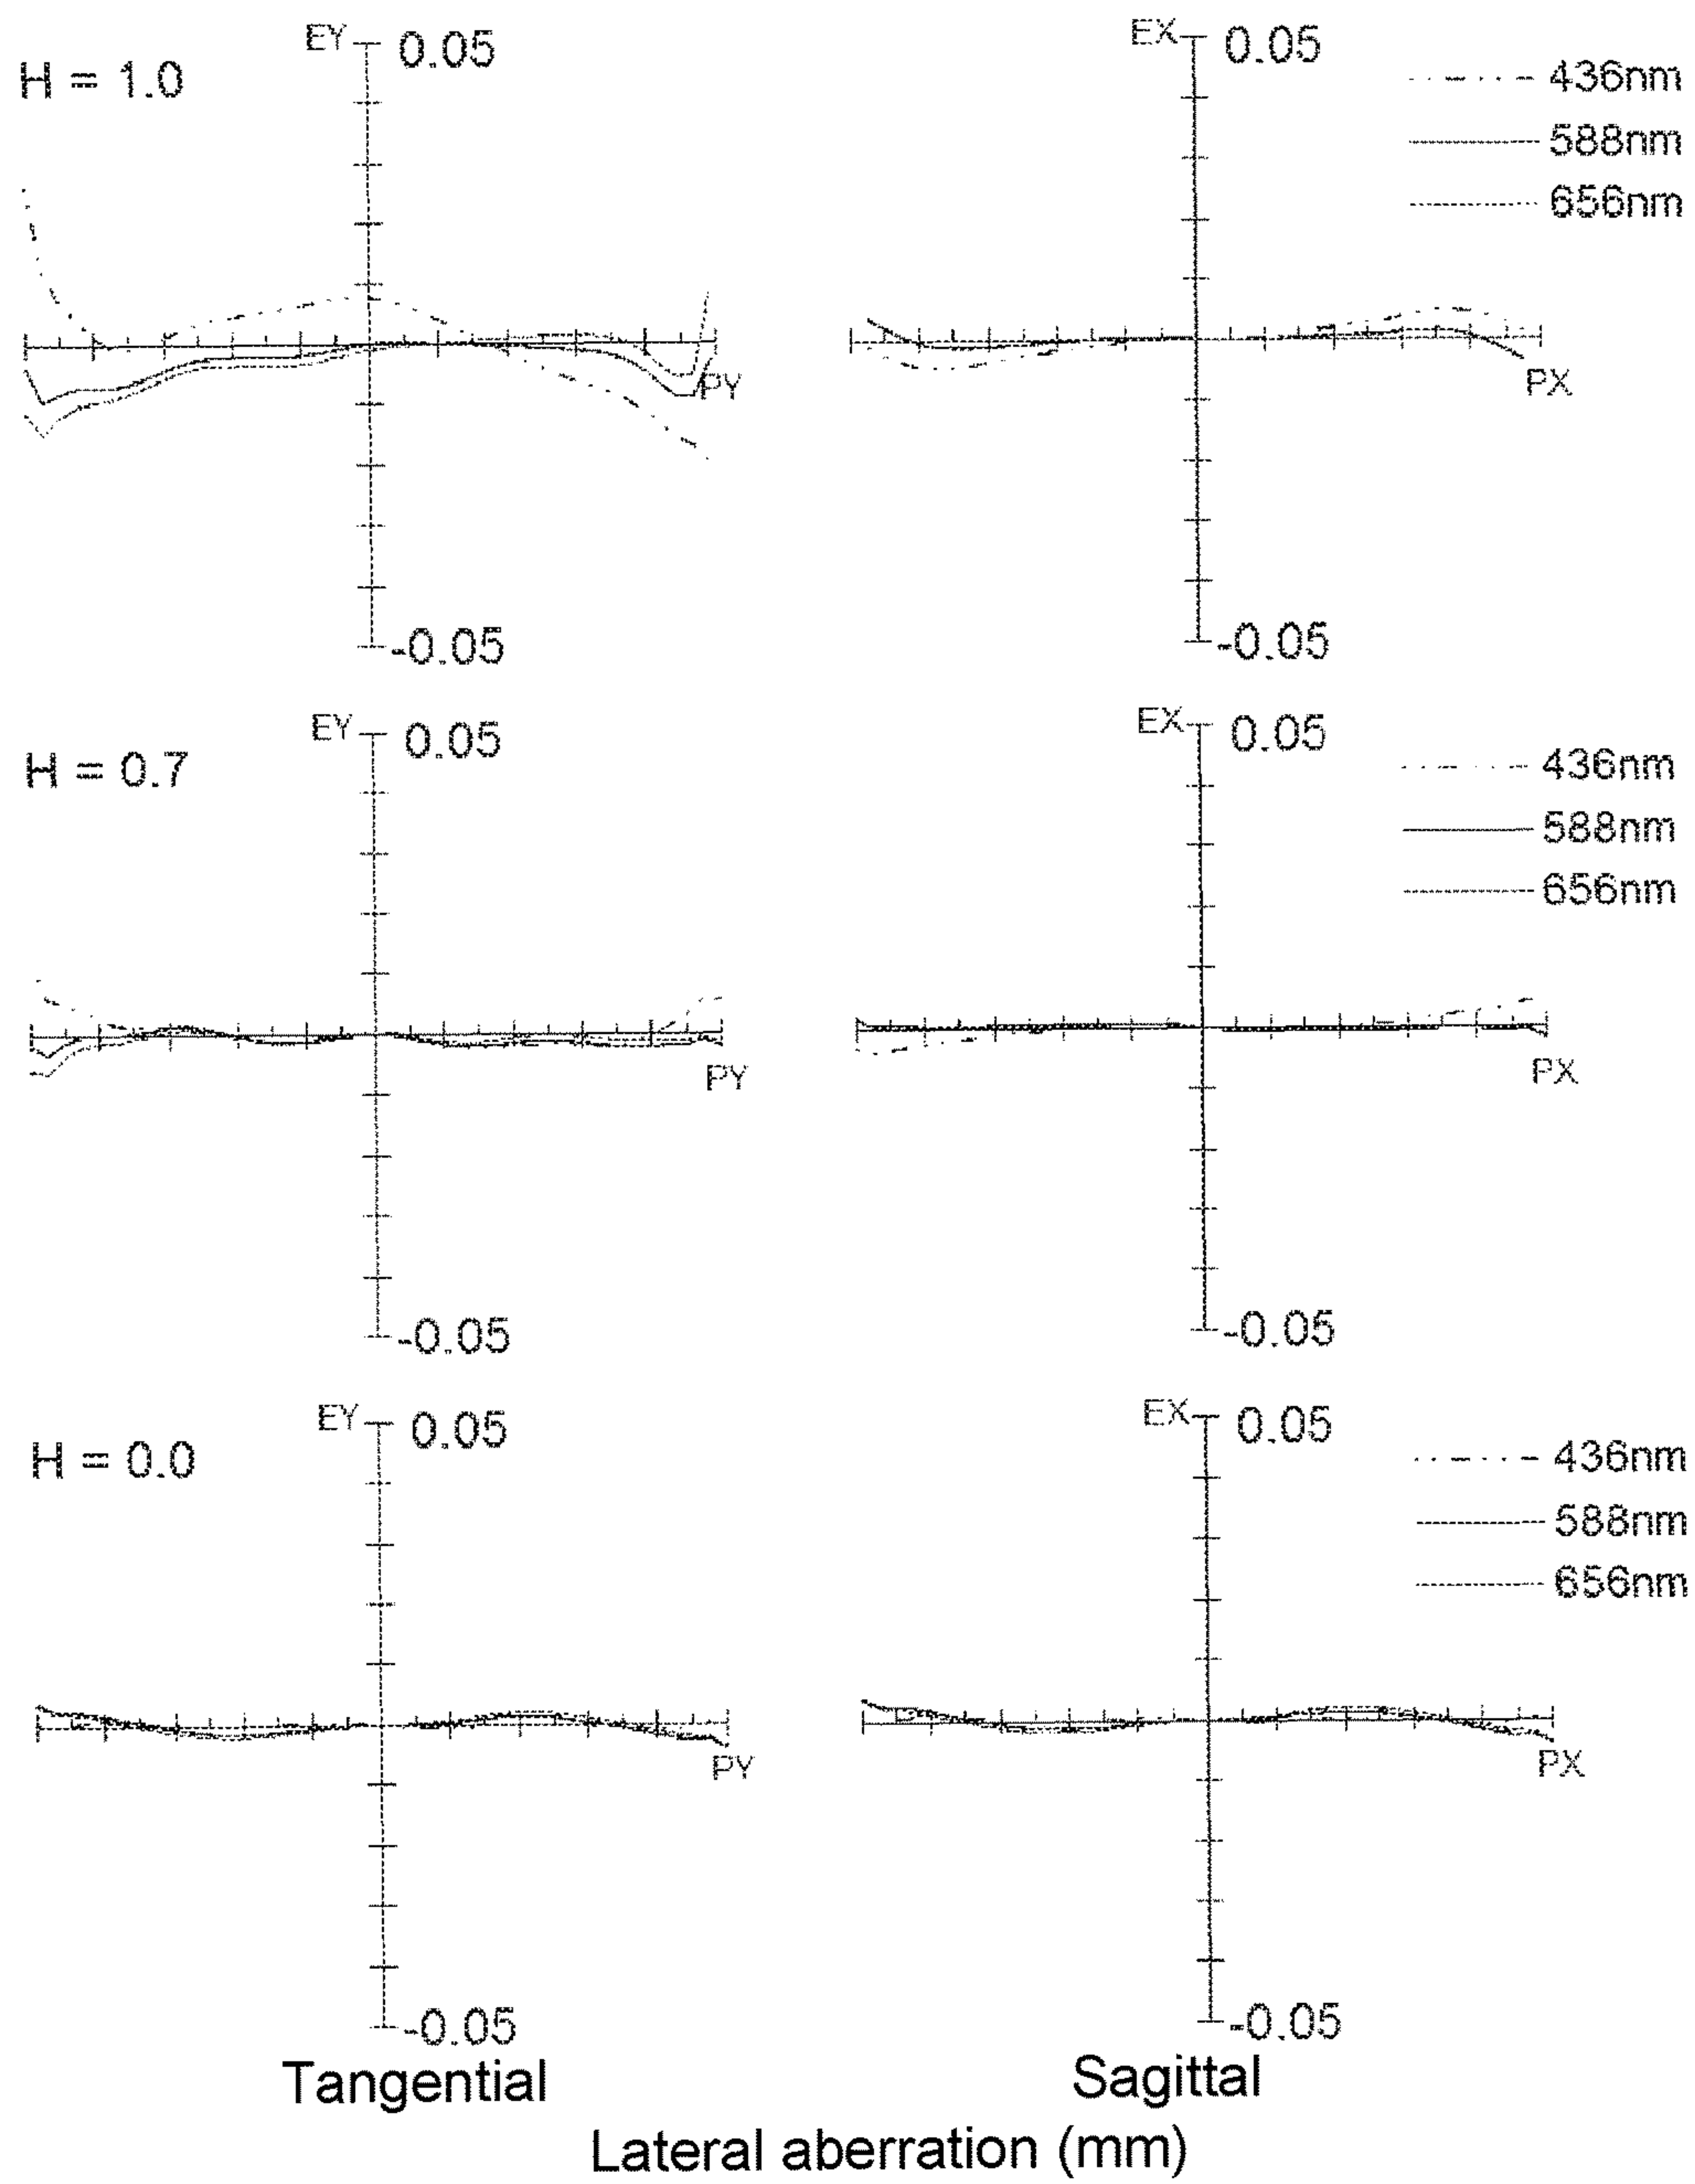 EY 0.05 EX 0.05
H = 1.0 436nm
588nm
656nm
PY PX
-0.05 -0.05
EY 0.05 EX 0.05
H = 0.7 436nm
588nm
656nm
PY PX
-0.05 -0.05
EY 0.05 EX 0.05
H = 0.0 436nm
588nm
656nm
PY PX
-0.05 -0.05
Tangential Sagittal
Lateral aberration (mm)